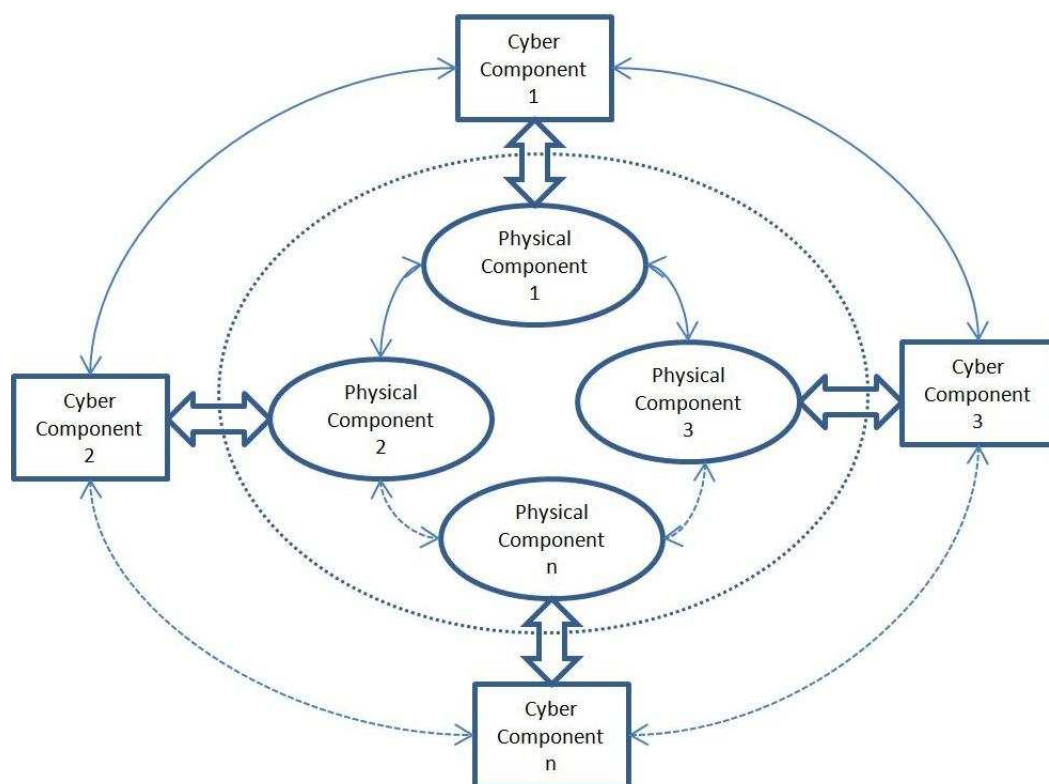 Cyber
Component
1
Physical
Component
1
Cyber
Component
2
Physical
Component
2
Physical
Component
3
Cyber
Component
3
Physical
Component
n
Cyber
Component
n